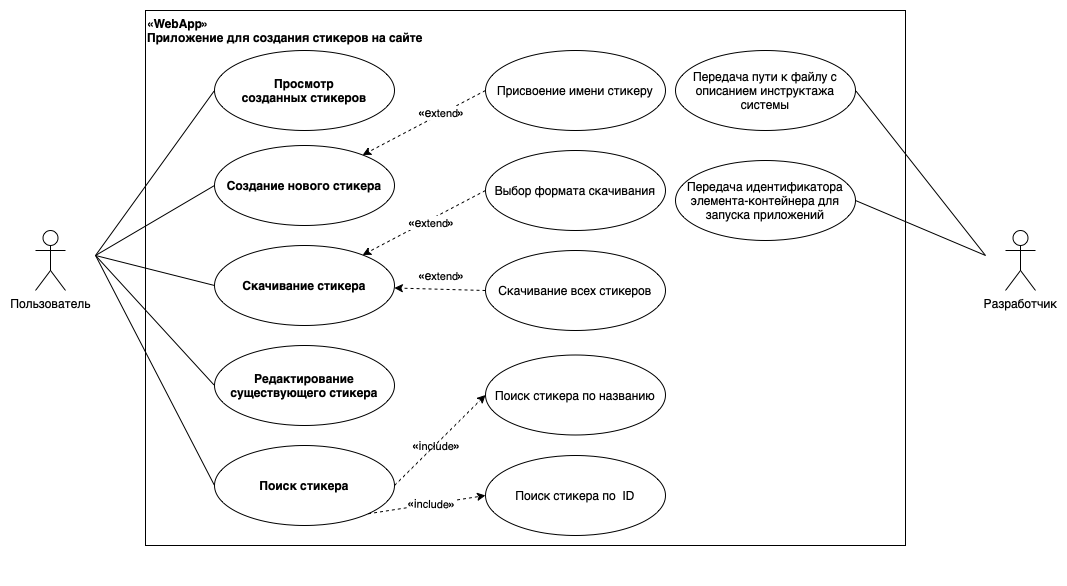 «WebApp»
Приложение для создания стикеров на сайте
Просмотр
созданных стикеров
Присвоение имени стикеру
Передача пути к файлу с
описанием инструктажа
системы
«extend»
Создание нового стикера
Выбор формата скачивания
Передача идентификатора
элемента-контейнера для
запуска приложений
«extend»
Скачивание стикера
«extend»
Скачивание всех стикеров
Пользователь
Разработчик
Редактирование
существующего стикера
Поиск стикера по названию
«include»
Поиск стикера
«include»
Поиск стикера по ID